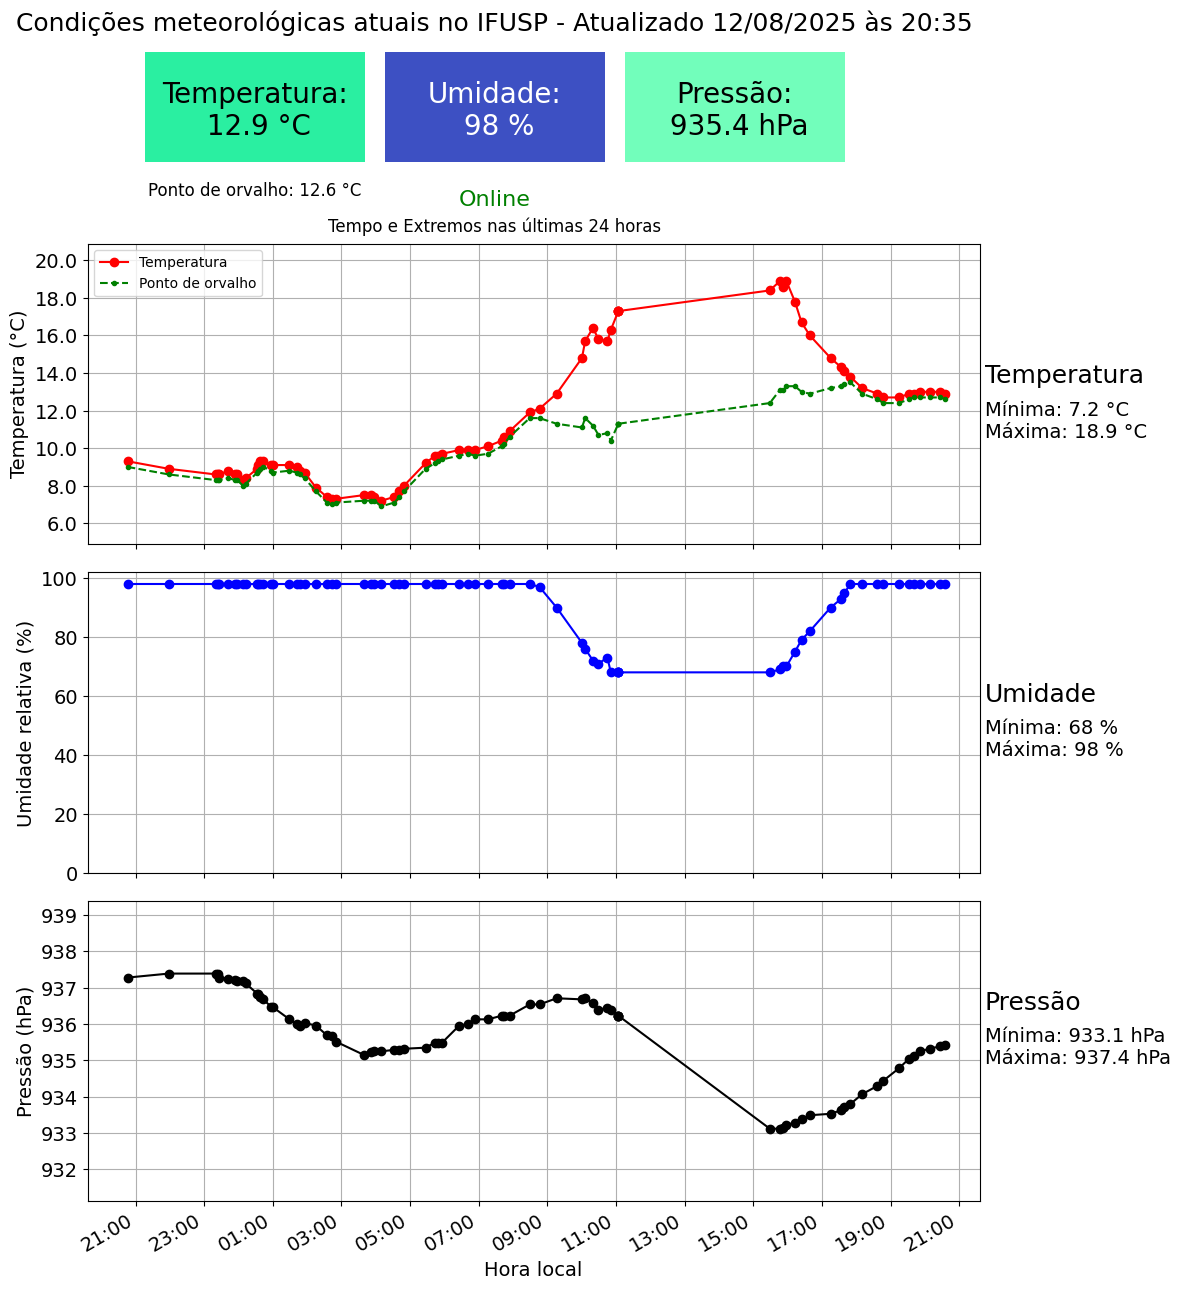 Condições meteorológicas atuais no IFUSP - Atualizado 12/08/2025 às 20:35
Temperatura:
12.9 °C
Umidade:
98 %
Pressão:
935.4 hPa
Ponto de orvalho: 12.6 °C
Online
Tempo e Extremos nas últimas 24 horas
Temperatura
Ponto de orvalho
Temperatura (°C)
20.0
18.0
16.0
14.0
12.0
10.0
8.0
6.0
Temperatura
Mínima: 7.2 °C
Máxima: 18.9 °C
Umidade relativa (%)
100
80
60
40
20
0
Umidade
Mínima: 68 %
Máxima: 98 %
Pressão (hPa)
939
938
937
936
935
934
933
932
Pressão
Mínima: 933.1 hPa
Máxima: 937.4 hPa
21:00 23:00 01:00 03:00 05:00 07:00 09:00 11:00 13:00 15:00 17:00 19:00 21:00
Hora local